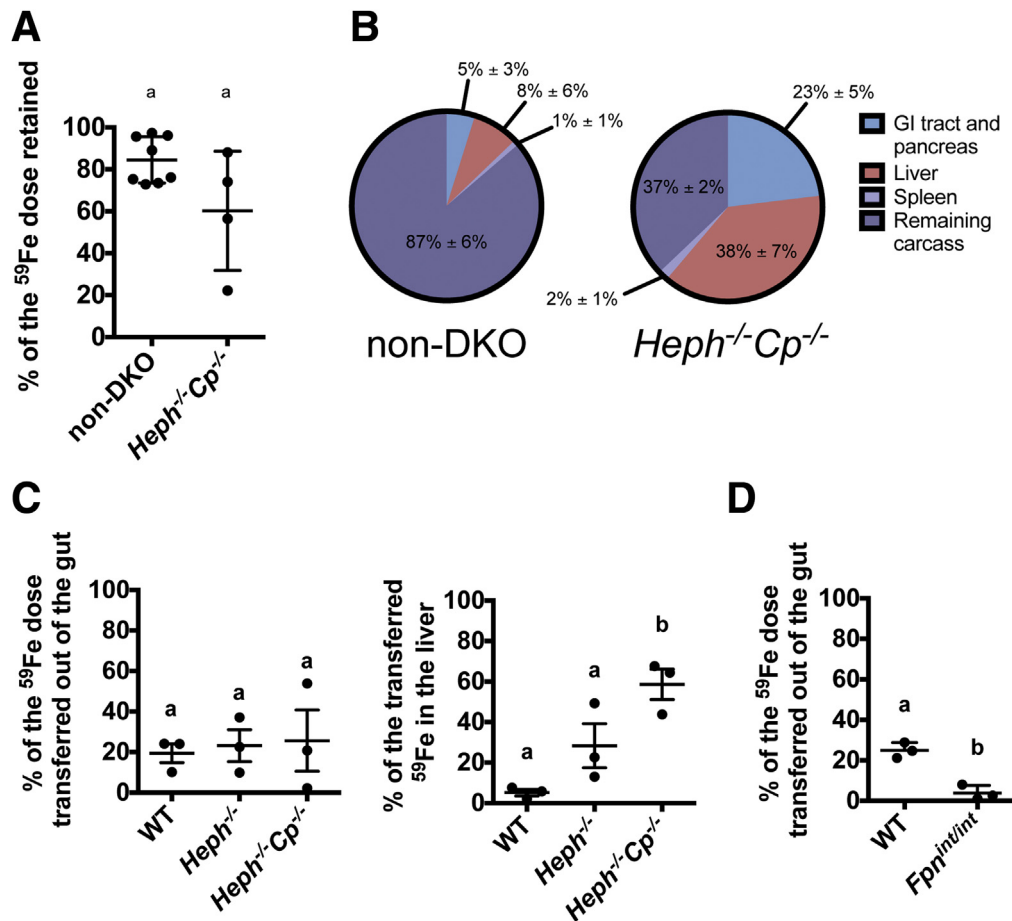 A
% of the ⁵⁹Fe dose retained
a a
100
80
60
40
20
0
non-DKO
Heph⁻/⁻Cp⁻/⁻
B
5% ± 3%
8% ± 6%
1% ± 1%
87% ± 6%
non-DKO
23% ± 5%
37% ± 2%
38% ± 7%
2% ± 1%
Heph⁻/⁻Cp⁻/⁻
GI tract and
pancreas
Liver
Spleen
Remaining
carcass
C
% of the ⁵⁹Fe dose
transferred out of the gut
100
80
60
40
20
0
a a a
WT
Heph⁻/⁻
Heph⁻/⁻Cp⁻/⁻
% of the transferred
⁵⁹Fe in the liver
100
80
60
40
20
0
a a b
WT
Heph⁻/⁻
Heph⁻/⁻Cp⁻/⁻
D
% of the ⁵⁹Fe dose
transferred out of the gut
100
80
60
40
20
0
a b
WT
Fpnⁱⁿᵗ/ⁱⁿᵗ